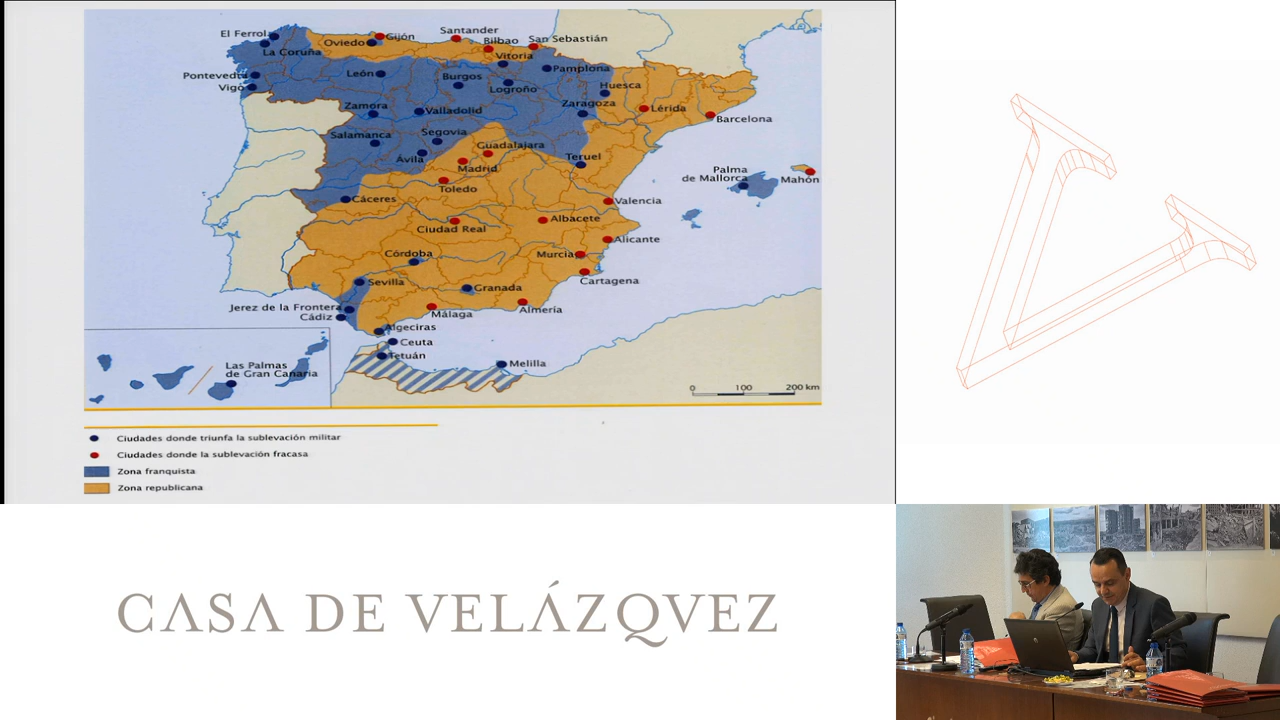 El Ferrol
La Coruña
Pontevedra
Vigo
Oviedo
Gijón
Santander
Bilbao
San Sebastián
Vitoria
Pamplona
León
Burgos
Logroño
Huesca
Zaragoza
Lérida
Barcelona
Zamora
Valladolid
Salamanca
Segovia
Ávila
Guadalajara
Madrid
Teruel
Toledo
Palma
de Mallorca
Mahón
Cáceres
Valencia
Ciudad Real
Albacete
Alicante
Córdoba
Murcia
Cartagena
Sevilla
Granada
Jerez de la Frontera
Cádiz
Málaga
Almería
Algeciras
Ceuta
Tetuán
Melilla
Las Palmas
de Gran Canaria
0 100 200 km
Ciudades donde triunfa la sublevación militar
Ciudades donde la sublevación fracasa
Zona franquista
Zona republicana
CASA DE VELÁZQVEZ